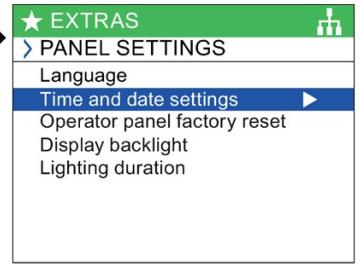 EXTRAS
PANEL SETTINGS
Language
Time and date settings
Operator panel factory reset
Display backlight
Lighting duration